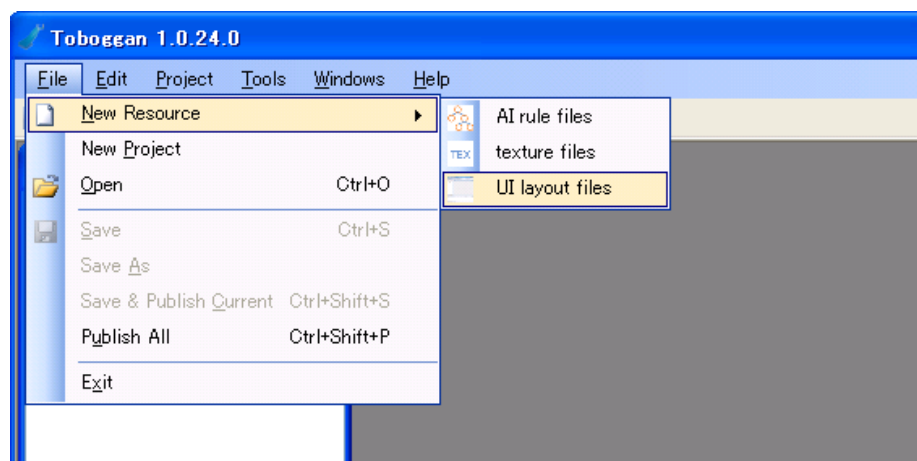 Toboggan 1.0.24.0
File Edit Project Tools Windows Help
New Resource
AI rule files
New Project
TEX texture files
Open Ctrl+O
UI layout files
Save Ctrl+S
Save As
Save & Publish Current Ctrl+Shift+S
Publish All Ctrl+Shift+P
Exit